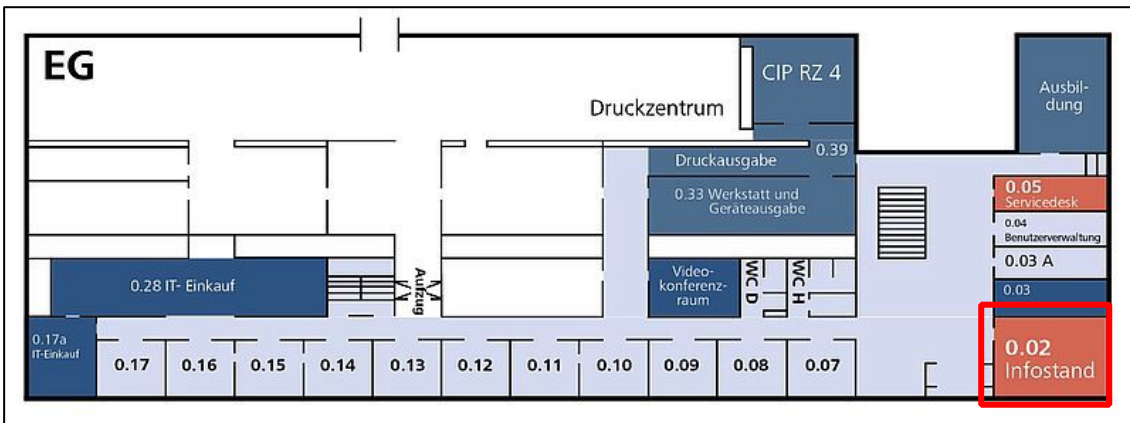 EG
CIP RZ 4
Ausbil-
dung
Druckzentrum
0.39
Druckausgabe
0.33 Werkstatt und
Geräteausgabe
0.05
Servicedesk
0.04
Benutzerverwaltung
0.03 A
0.03
0.28 IT- Einkauf
Aufzug
Video-
konferenz-
raum
WC D
WC H
0.17a
IT-Einkauf
0.17
0.16
0.15
0.14
0.13
0.12
0.11
0.10
0.09
0.08
0.07
0.02
Infostand